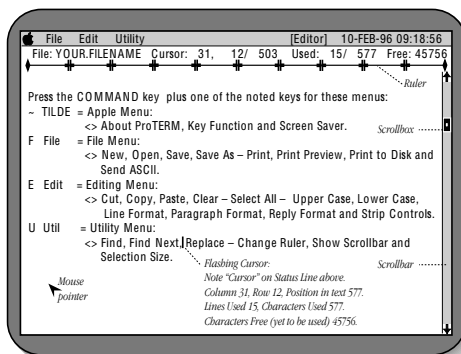 File Edit Utility [Editor] 10-FEB-96 09:18:56
File: YOUR.FILENAME Cursor: 31, 12/ 503 Used: 15/ 577 Free: 45756
Ruler
Press the COMMAND key plus one of the noted keys for these menus:
~ TILDE = Apple Menu:
<> About ProTERM, Key Function and Screen Saver.
Scrollbox
F File = File Menu:
<> New, Open, Save, Save As – Print, Print Preview, Print to Disk and
Send ASCII.
E Edit = Editing Menu:
<> Cut, Copy, Paste, Clear – Select All – Upper Case, Lower Case,
Line Format, Paragraph Format, Reply Format and Strip Controls.
U Util = Utility Menu:
<> Find, Find Next, Replace – Change Ruler, Show Scrollbar and
Selection Size.
Flashing Cursor:
Scrollbar
Note “Cursor” on Status Line above.
Mouse
pointer
Column 31, Row 12, Position in text 577.
Lines Used 15, Characters Used 577.
Characters Free (yet to be used) 45756.